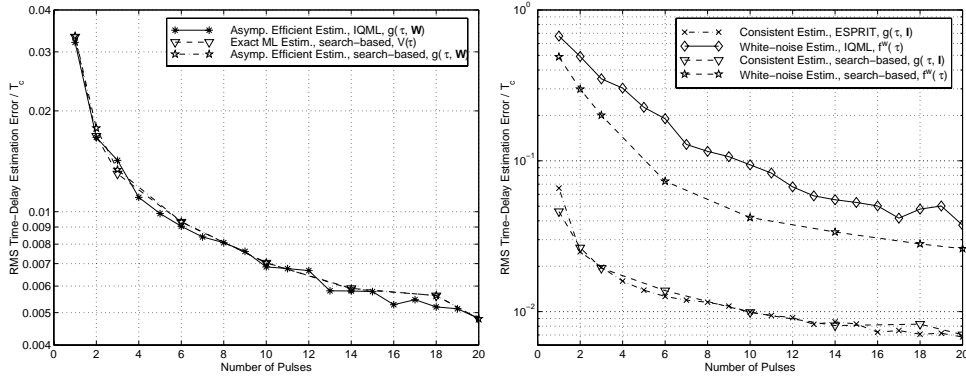 Asymp. Efficient Estim., IQML, g(τ, W)
Exact ML Estim., search−based, V(τ)
Asymp. Efficient Estim., search−based, g(τ, W)
RMS Time−Delay Estimation Error / T_c
0.04
0.03
0.02
0.01
0.009
0.008
0.007
0.006
0.005
0.004
0 2 4 6 8 10 12 14 16 18 20
Number of Pulses
Consistent Estim., ESPRIT, g(τ, I)
White−noise Estim., IQML, f^w(τ)
Consistent Estim., search−based, g(τ, I)
White−noise Estim., search−based, f^w(τ)
RMS Time−Delay Estimation Error / T_c
10^0
10^−1
10^−2
0 2 4 6 8 10 12 14 16 18 20
Number of Pulses